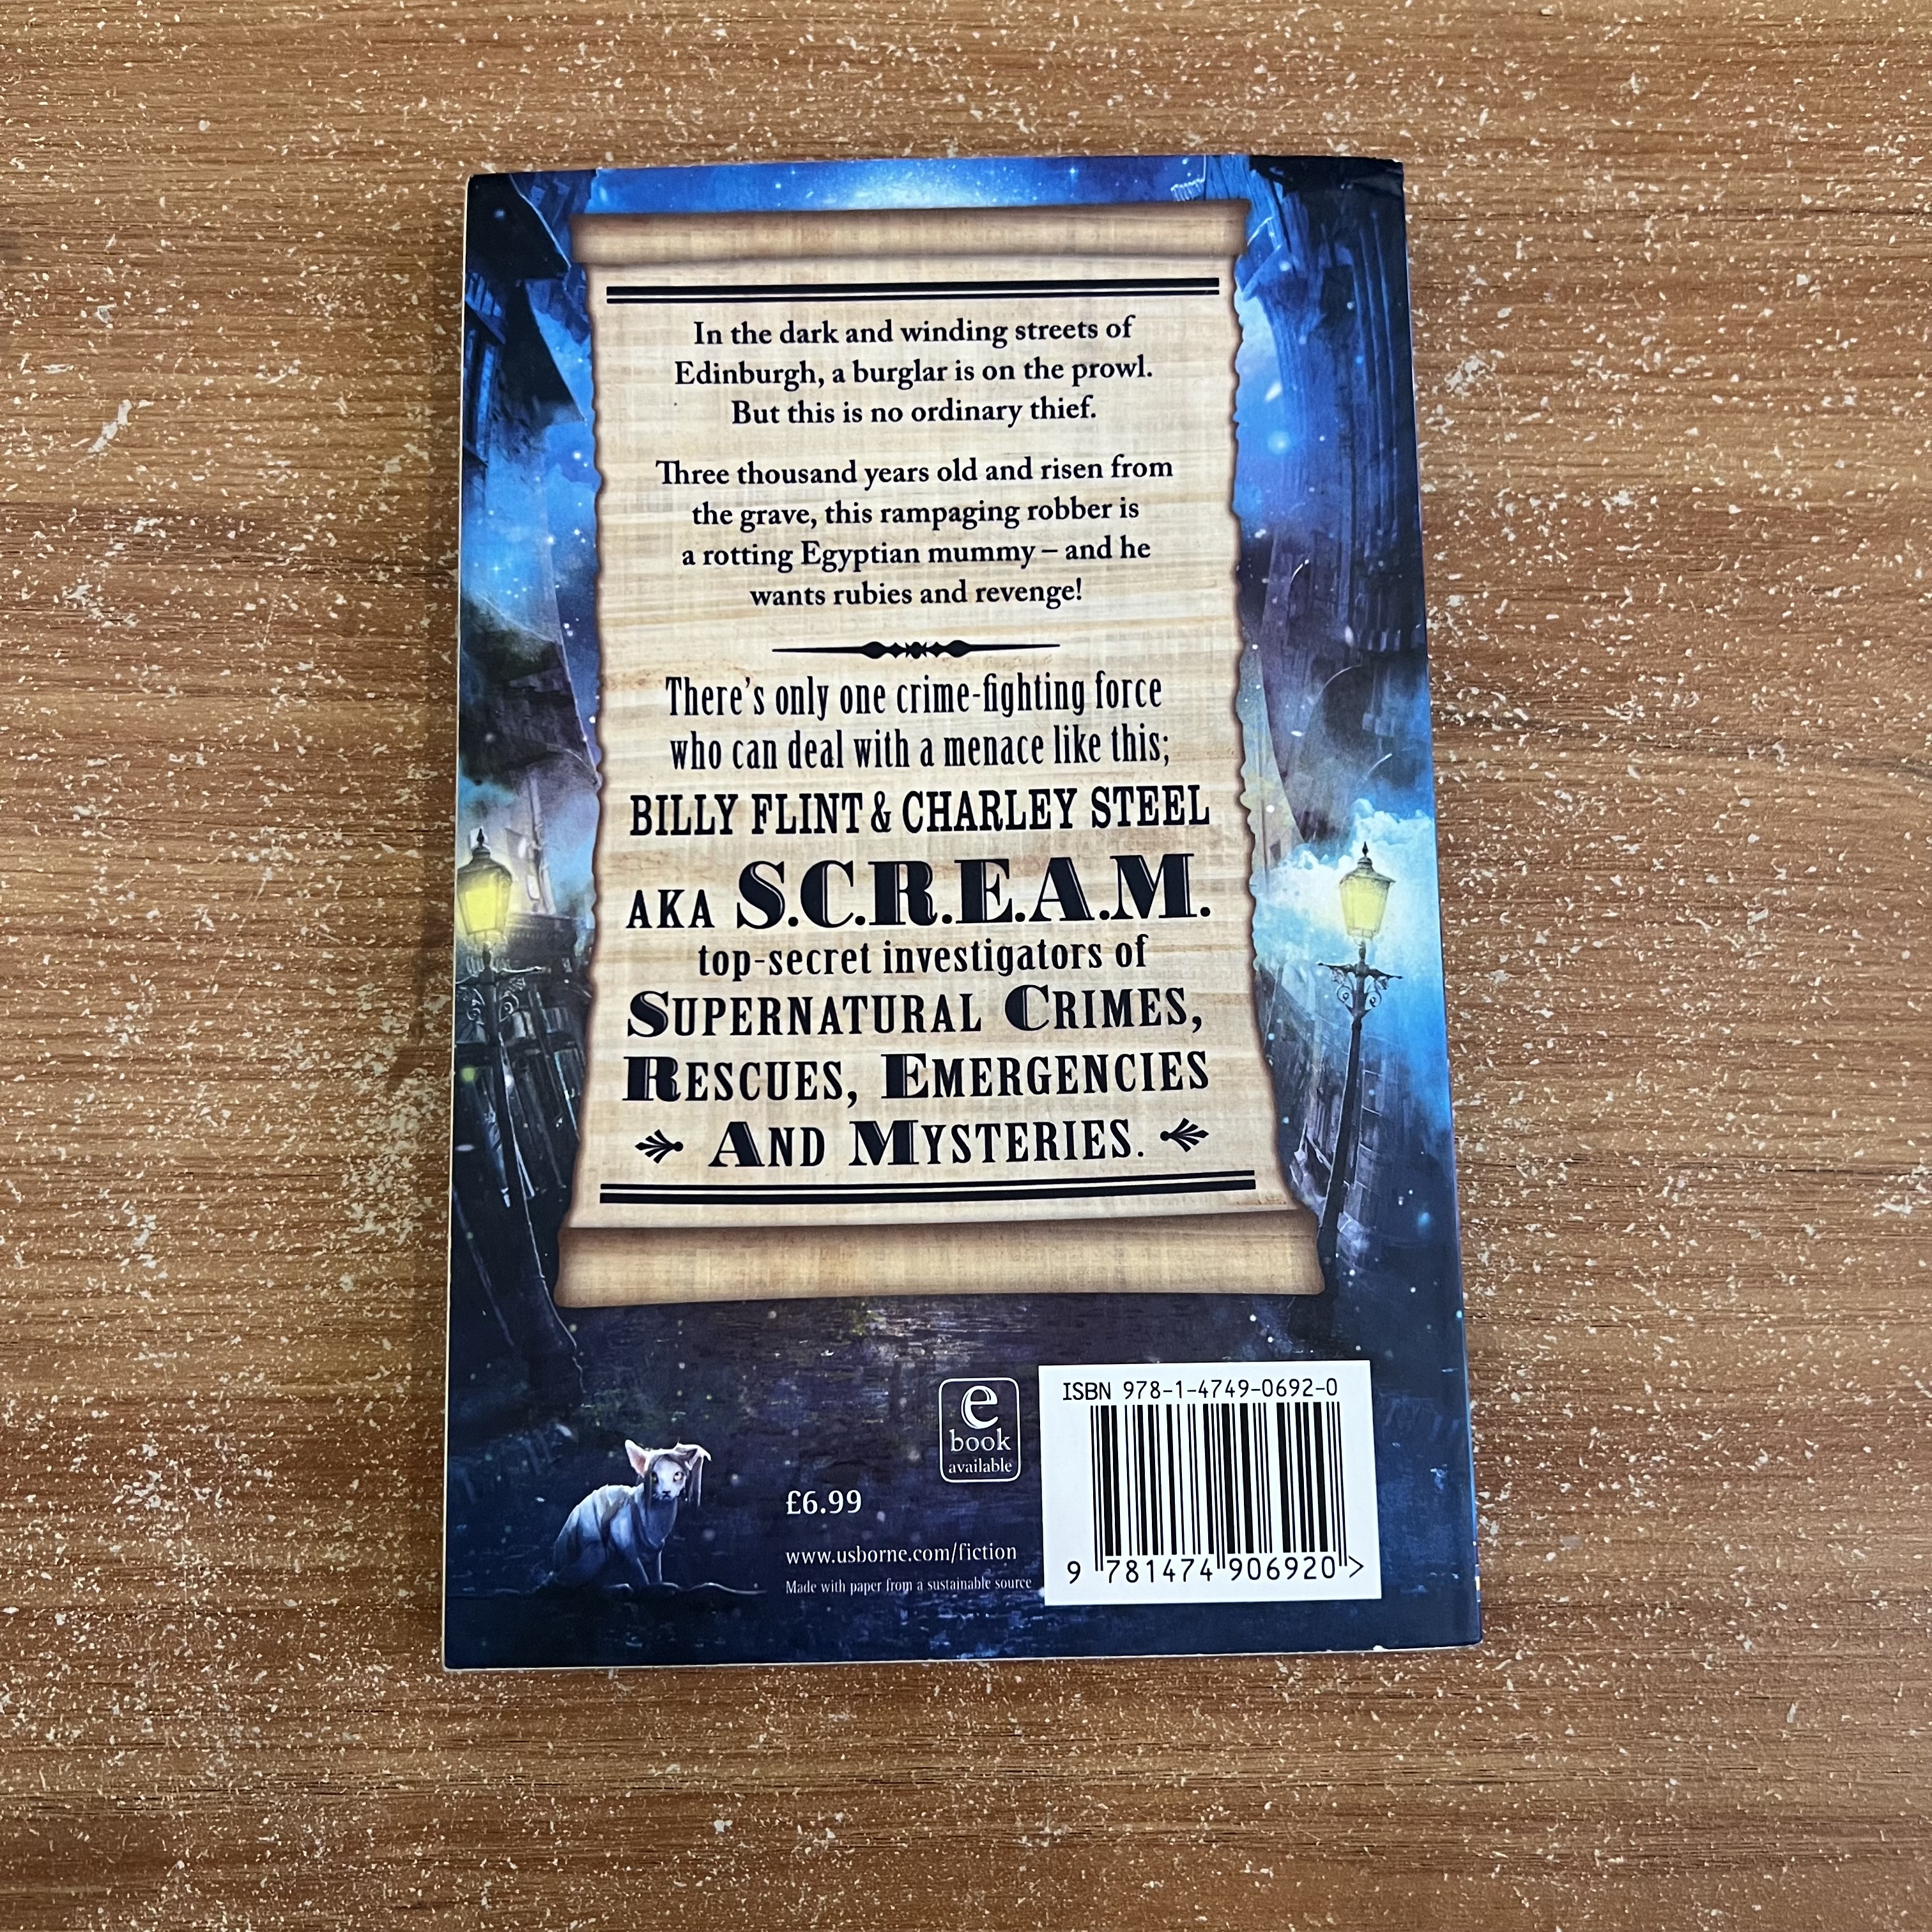 In the dark and winding streets of
Edinburgh, a burglar is on the prowl.
But this is no ordinary thief.
Three thousand years old and risen from
the grave, this rampaging robber is
a rotting Egyptian mummy – and he
wants rubies and revenge!
There's only one crime-fighting force
who can deal with a menace like this;
BILLY FLINT & CHARLEY STEEL
AKA S.C.R.E.A.M.
top-secret investigators of
SUPERNATURAL CRIMES,
RESCUES, EMERGENCIES
AND MYSTERIES.
e
book
available
£6.99
www.usborne.com/fiction
Made with paper from a sustainable source
ISBN 978-1-4749-0692-0
9 781474 906920 >